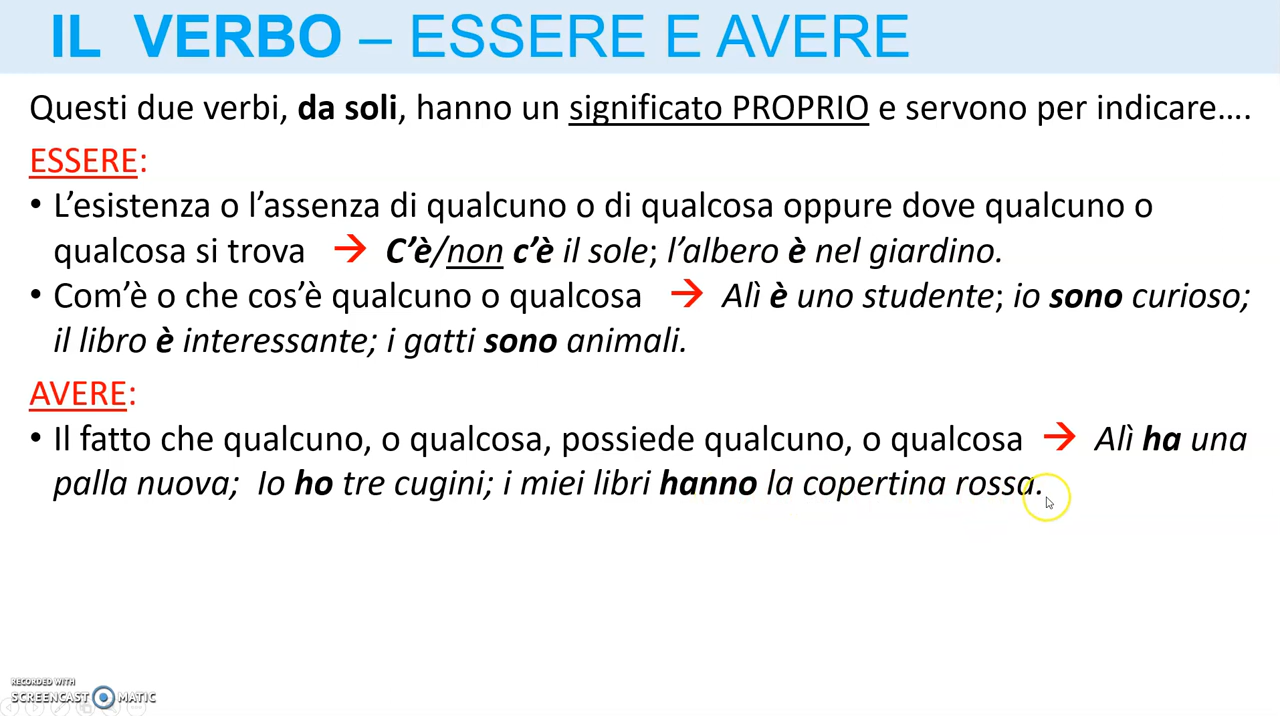 IL VERBO – ESSERE E AVERE
Questi due verbi, da soli, hanno un significato PROPRIO e servono per indicare….
ESSERE:
• L’esistenza o l’assenza di qualcuno o di qualcosa oppure dove qualcuno o
qualcosa si trova → C’è/non c’è il sole; l’albero è nel giardino.
• Com’è o che cos’è qualcuno o qualcosa → Alì è uno studente; io sono curioso;
il libro è interessante; i gatti sono animali.
AVERE:
• Il fatto che qualcuno, o qualcosa, possiede qualcuno, o qualcosa → Alì ha una
palla nuova; Io ho tre cugini; i miei libri hanno la copertina rossa.
RECORDED WITH
SCREENCAST MATIC